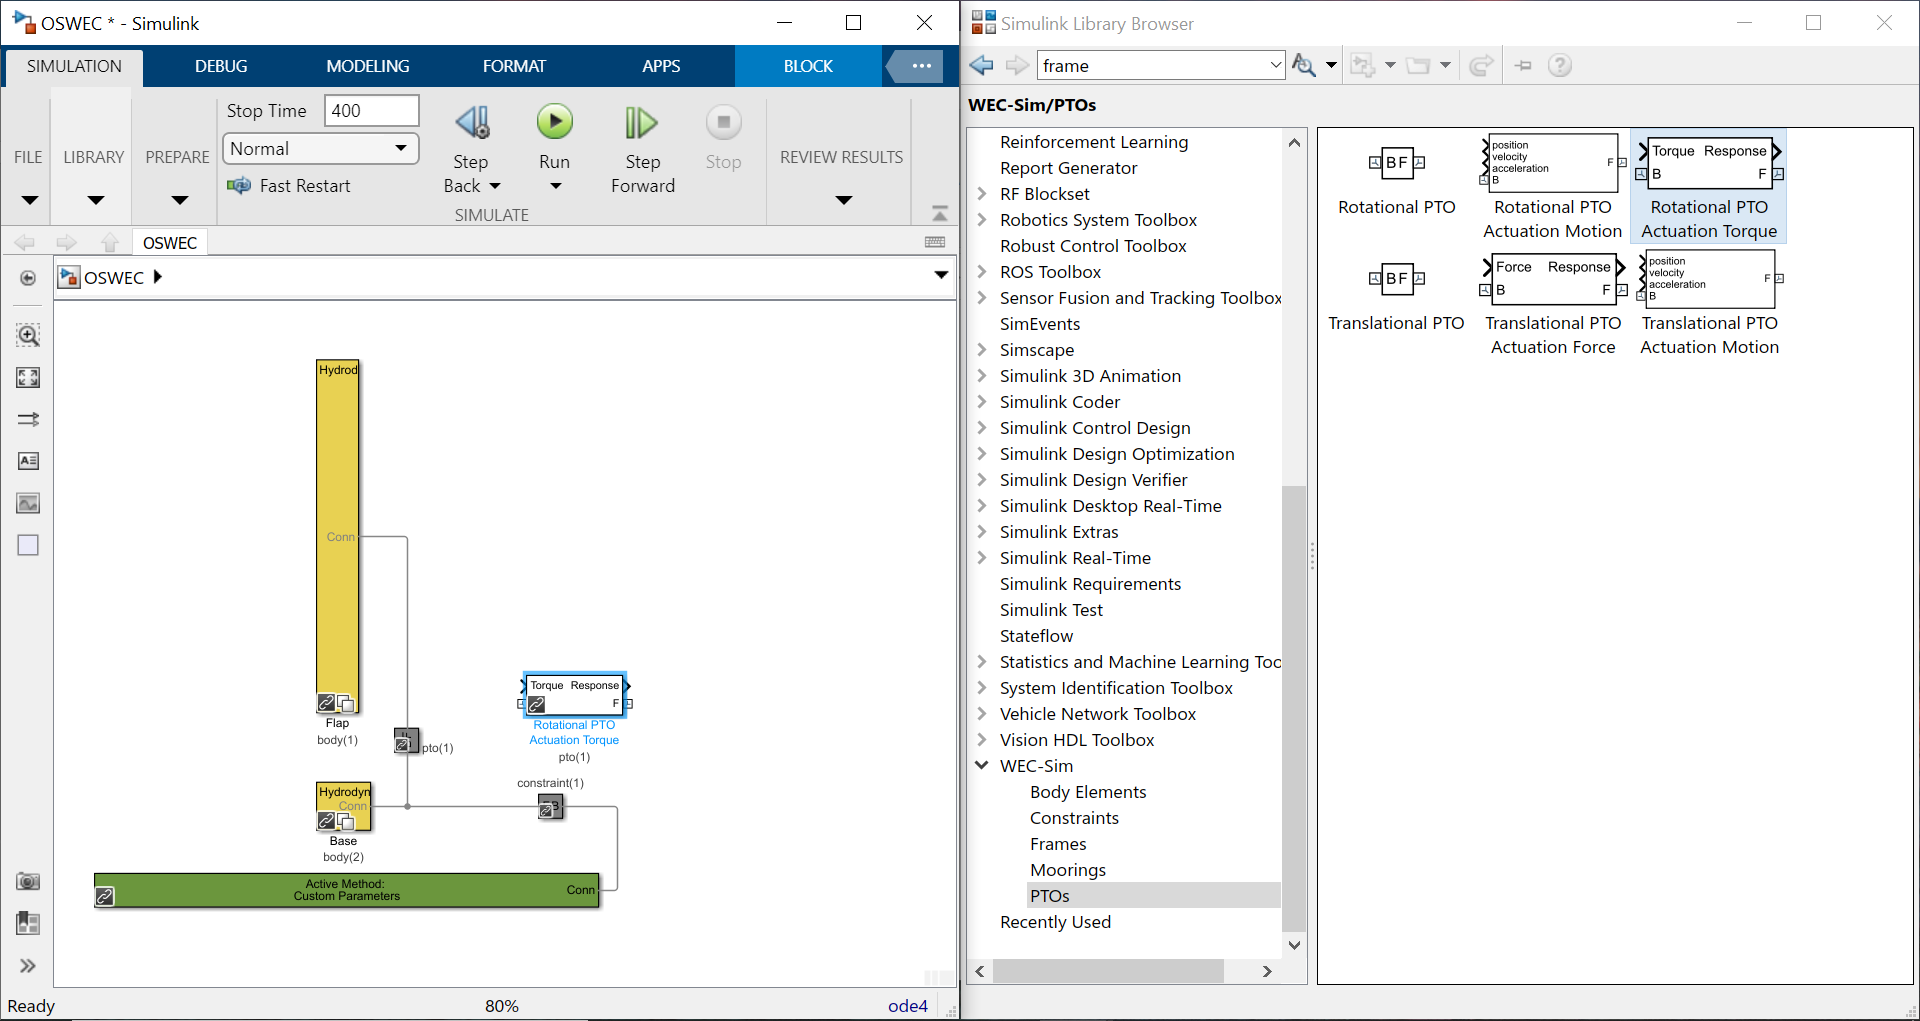 OSWEC * - Simulink
SIMULATION DEBUG MODELING FORMAT APPS BLOCK
FILE
LIBRARY
PREPARE
Stop Time 400
Normal
Fast Restart
Step
Back
Run
Step
Forward
Stop
SIMULATE
REVIEW RESULTS
OSWEC
OSWEC
Hydrod
Conn
Flap
body(1)
pto(1)
Torque Response
F
Rotational PTO
Actuation Torque
pto(1)
constraint(1)
Hydrodyn
Conn
Base
body(2)
Active Method:
Custom Parameters
Conn
Ready 80% ode4
Simulink Library Browser
frame
WEC-Sim/PTOs
Reinforcement Learning
Report Generator
RF Blockset
Robotics System Toolbox
Robust Control Toolbox
ROS Toolbox
Sensor Fusion and Tracking Toolbox
SimEvents
Simscape
Simulink 3D Animation
Simulink Coder
Simulink Control Design
Simulink Design Optimization
Simulink Design Verifier
Simulink Desktop Real-Time
Simulink Extras
Simulink Real-Time
Simulink Requirements
Simulink Test
Stateflow
Statistics and Machine Learning Too
System Identification Toolbox
Vehicle Network Toolbox
Vision HDL Toolbox
WEC-Sim
Body Elements
Constraints
Frames
Moorings
PTOs
Recently Used
B F
Rotational PTO
position
velocity
acceleration
B
F
Rotational PTO
Actuation Motion
Torque Response
B F
Rotational PTO
Actuation Torque
B F
Translational PTO
Force Response
B F
Translational PTO
Actuation Force
position
velocity
acceleration
B
F
Translational PTO
Actuation Motion